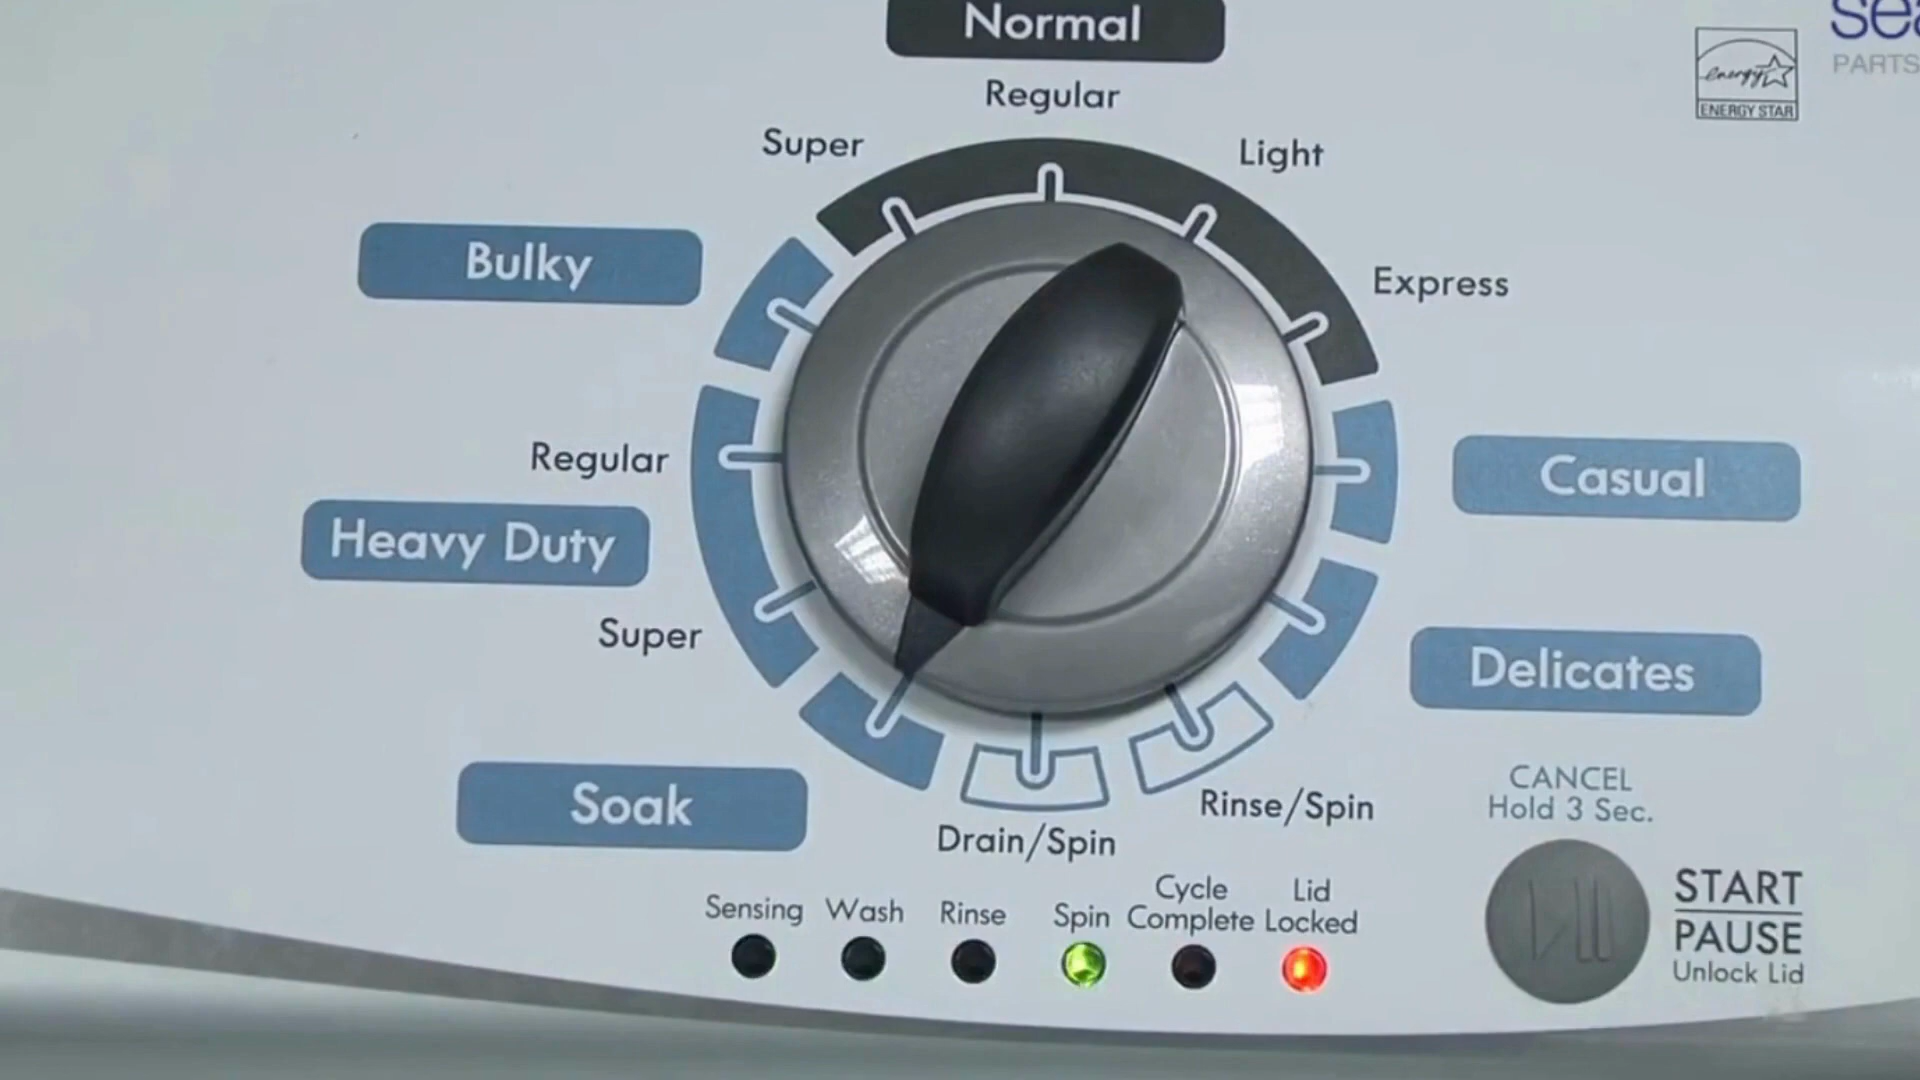 Normal
Regular
Super
Light
Express
Bulky
Regular
Heavy Duty
Super
Soak
Casual
Delicates
Rinse/Spin
Drain/Spin
CANCEL
Hold 3 Sec.
START
PAUSE
Unlock Lid
Sensing
Wash
Rinse
Spin
Cycle
Complete
Lid
Locked
energy
ENERGY STAR
PARTS